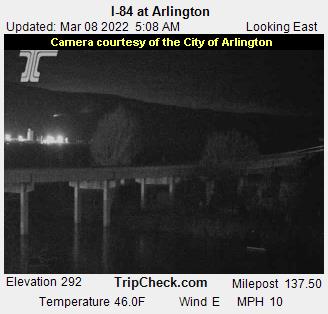 I-84 at Arlington
Updated: Mar 08 2022 5:08 AM Looking East
Camera courtesy of the City of Arlington
Elevation 292 TripCheck.com Milepost 137.50
Temperature 46.0F Wind E MPH 10